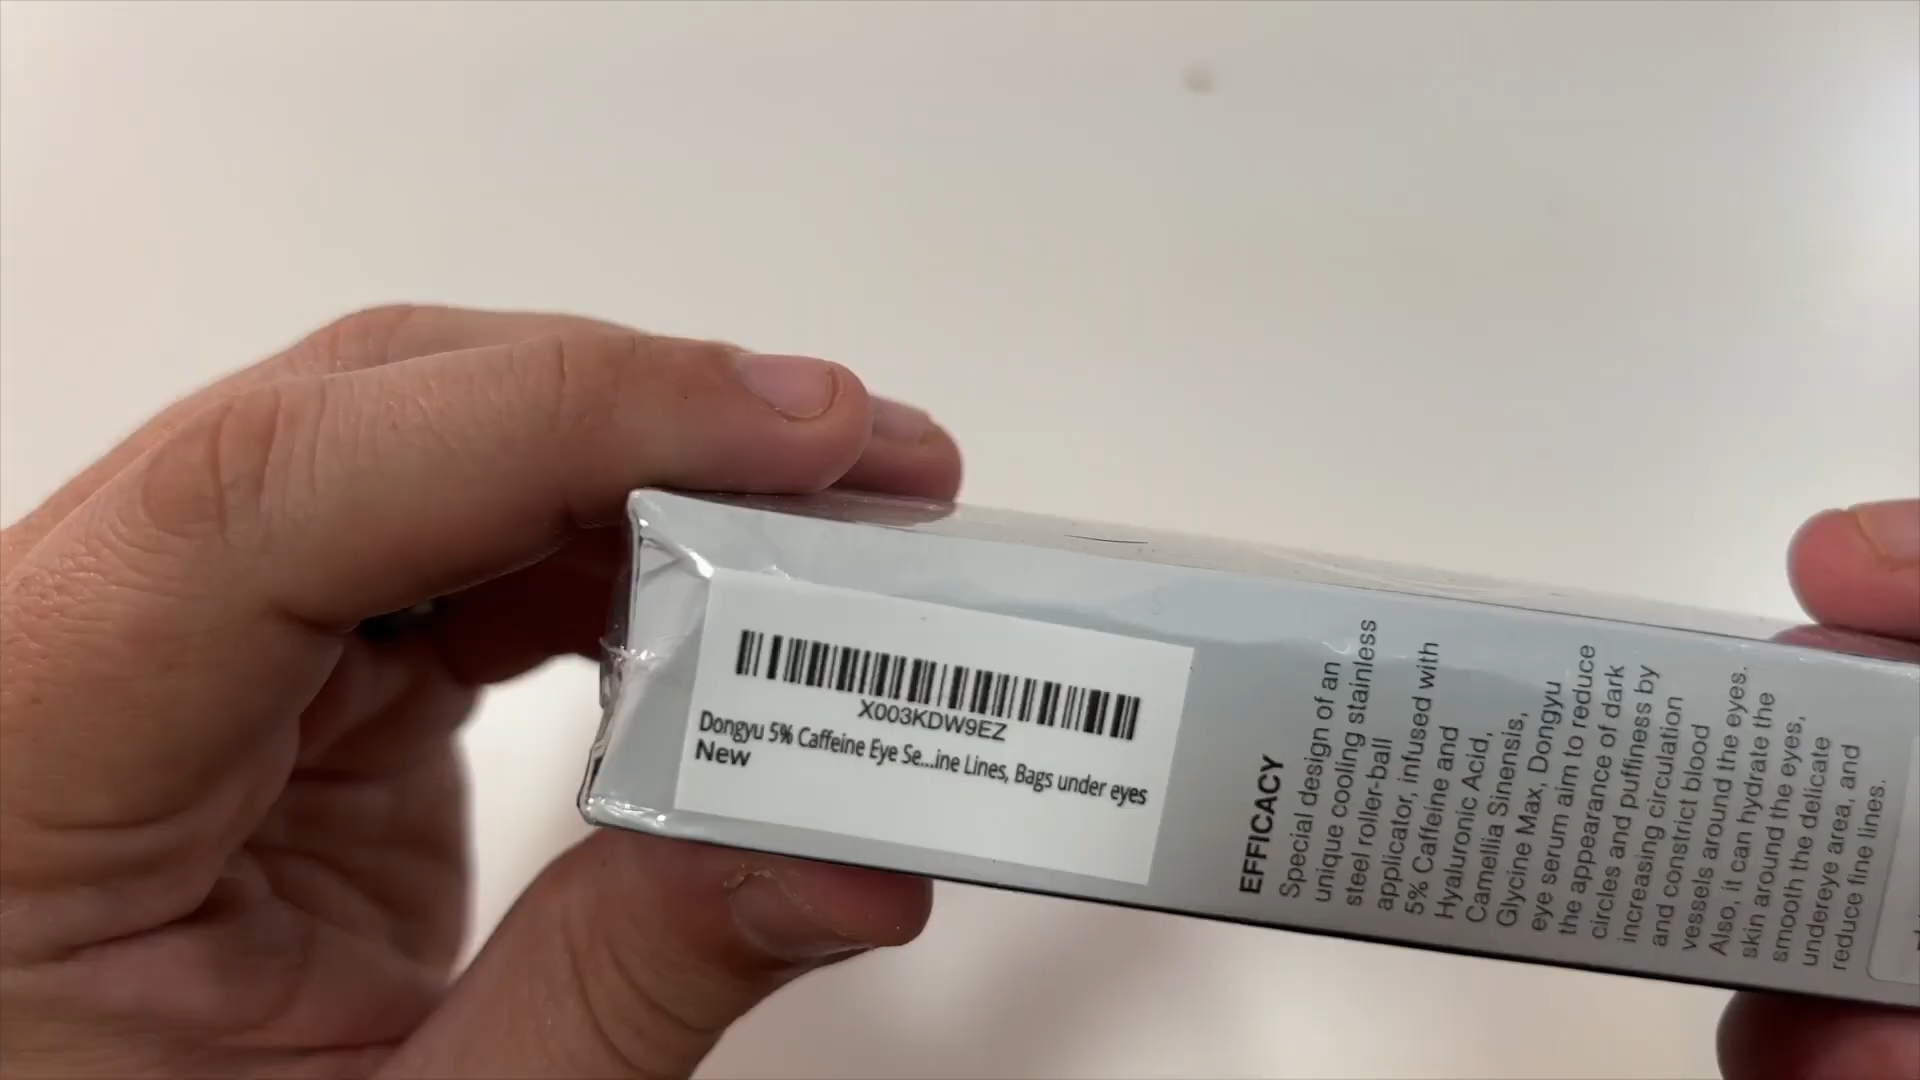 X003KDW9EZ
Dongyu 5% Caffeine Eye Se...ine Lines, Bags under eyes
New
EFFICACY
Special design of an
unique cooling stainless
steel roller-ball
applicator, infused with
5% Caffeine and
Hyaluronic Acid,
Camellia Sinensis,
Glycine Max, Dongyu
eye serum aim to reduce
the appearance of dark
circles and puffiness by
increasing circulation
and constrict blood
vessels around the eyes.
Also, it can hydrate the
skin around the eyes,
smooth the delicate
undereye area, and
reduce fine lines.